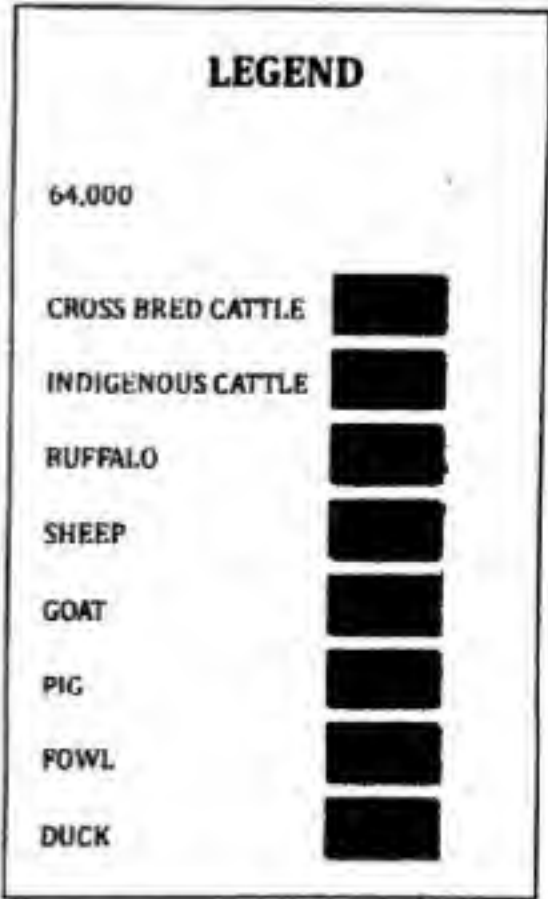 LEGEND
64,000
CROSS BRED CATTLE
INDIGENOUS CATTLE
BUFFALO
SHEEP
GOAT
PIG
FOWL
DUCK